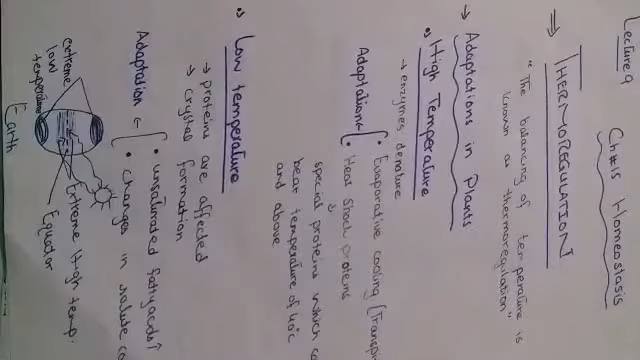 Lecture 9
Ch#15 Homeostasis
⇒ THERMOREGULATION
"The balancing of temperature is
known as thermoregulation"
→ Adaptations in Plants
• High Temperature
→ enzymes denature
Adaptation { • Evaporative cooling (Transpi
• Heat Shock proteins
special proteins which ca
bear temperature of 40°c
and above
• Low temperature
→ proteins are affected
→ crystal formation
Adaptation { • unsaturated fatty acids ↑
• changes in solute co
extreme
low
temperature
Extreme High temp.
Equator
Earth